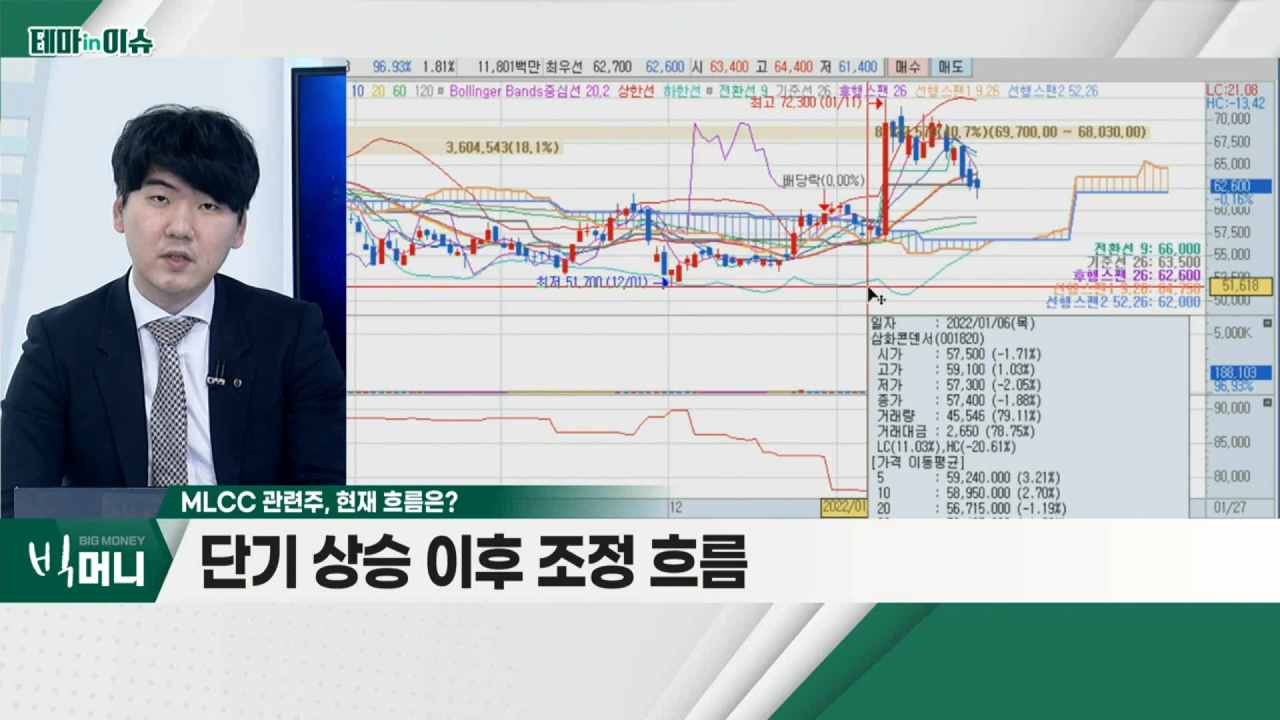 테마in이슈
96.93% 1.81% 11,801백만 최우선 62,700 62,600 시 63,400 고 64,400 저 61,400 매수 매도
10 20 60 120 Bollinger Bands중심선 20,2 상한선 하한선 전환선 9 기준선 26 후행스팬 26 선행스팬1 9,26 선행스팬2 52,26
LC:21.08
HC:-13.42
최고 72,300 (01/11)
70,000
(69,700.00 ~ 68,030.00)
3,604,543(18.1%)
67,500
65,000
배당락(0.00%)
62,600
-0.16%
60,000
57,500
전환선 9: 66,000
기준선 26: 63,500
55,000
후행스팬 26: 62,600
52,500
최저 51,700 (12/01)
51,618
선행스팬1 9,26: 64,750
선행스팬2 52,26: 62,000
50,000
일자 : 2022/01/06(목)
삼화콘덴서(001820)
시가 : 57,500 (-1.71%)
고가 : 59,100 (1.03%)
저가 : 57,300 (-2.05%)
종가 : 57,400 (-1.88%)
거래량 : 45,546 (79.11%)
거래대금 : 2,650 (78.75%)
LC(11.03%),HC(-20.61%)
[가격 이동평균]
5 : 59,240.000 (3.21%)
10 : 58,950.000 (2.70%)
20 : 56,715.000 (-1.19%)
5,000K
188,103
96.93%
90,000
85,000
80,000
12
2022/01
01/27
MLCC 관련주, 현재 흐름은?
BIG MONEY
빅머니
단기 상승 이후 조정 흐름